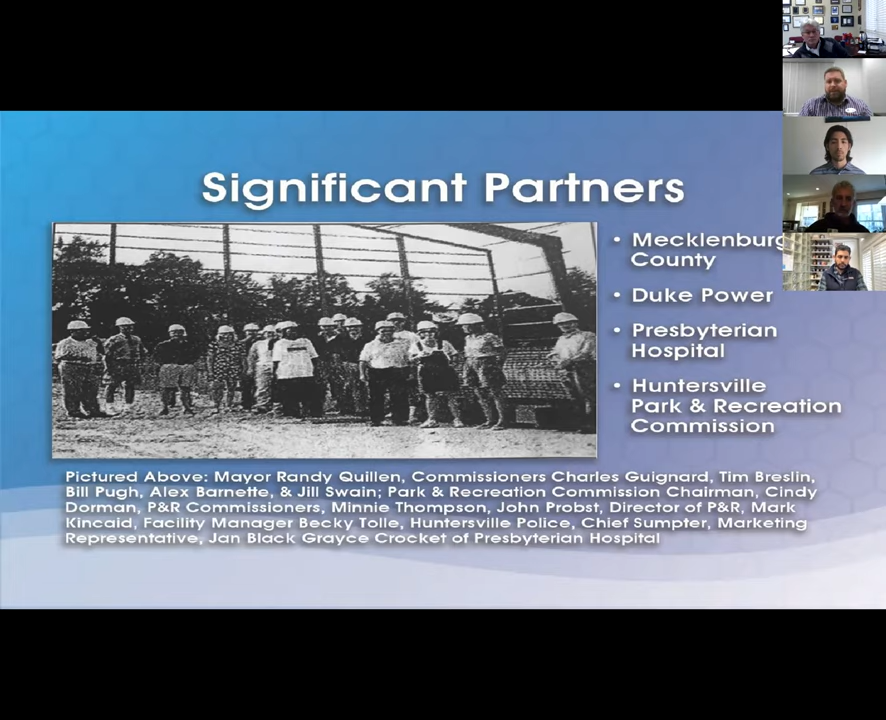 Significant Partners
• Mecklenburg
County
• Duke Power
• Presbyterian
Hospital
• Huntersville
Park & Recreation
Commission
Pictured Above: Mayor Randy Quillen, Commissioners Charles Guignard, Tim Breslin,
Bill Pugh, Alex Barnette, & Jill Swain; Park & Recreation Commission Chairman, Cindy
Dorman, P&R Commissioners, Minnie Thompson, John Probst, Director of P&R, Mark
Kincaid, Facility Manager Becky Tolle, Huntersville Police, Chief Sumpter, Marketing
Representative, Jan Black Grayce Crocket of Presbyterian Hospital